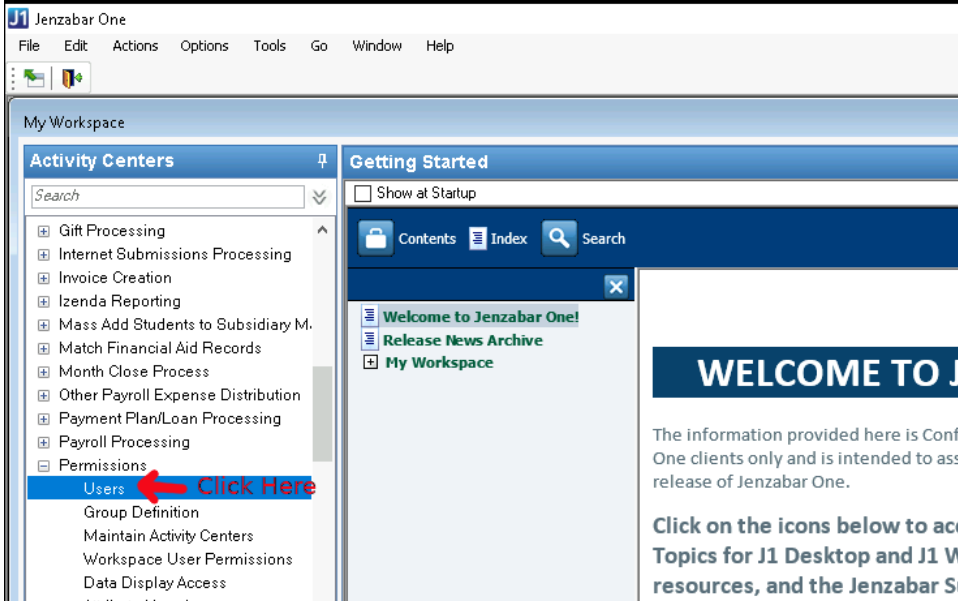 J1 Jenzabar One
File Edit Actions Options Tools Go Window Help
My Workspace
Activity Centers
Search
Gift Processing
Internet Submissions Processing
Invoice Creation
Izenda Reporting
Mass Add Students to Subsidiary M
Match Financial Aid Records
Month Close Process
Other Payroll Expense Distribution
Payment Plan/Loan Processing
Payroll Processing
Permissions
Users Click Here
Group Definition
Maintain Activity Centers
Workspace User Permissions
Data Display Access
Getting Started
Show at Startup
Contents Index Search
Welcome to Jenzabar One!
Release News Archive
My Workspace
WELCOME TO J
The information provided here is Conf
One clients only and is intended to ass
release of Jenzabar One.
Click on the icons below to acc
Topics for J1 Desktop and J1 W
resources, and the Jenzabar Su